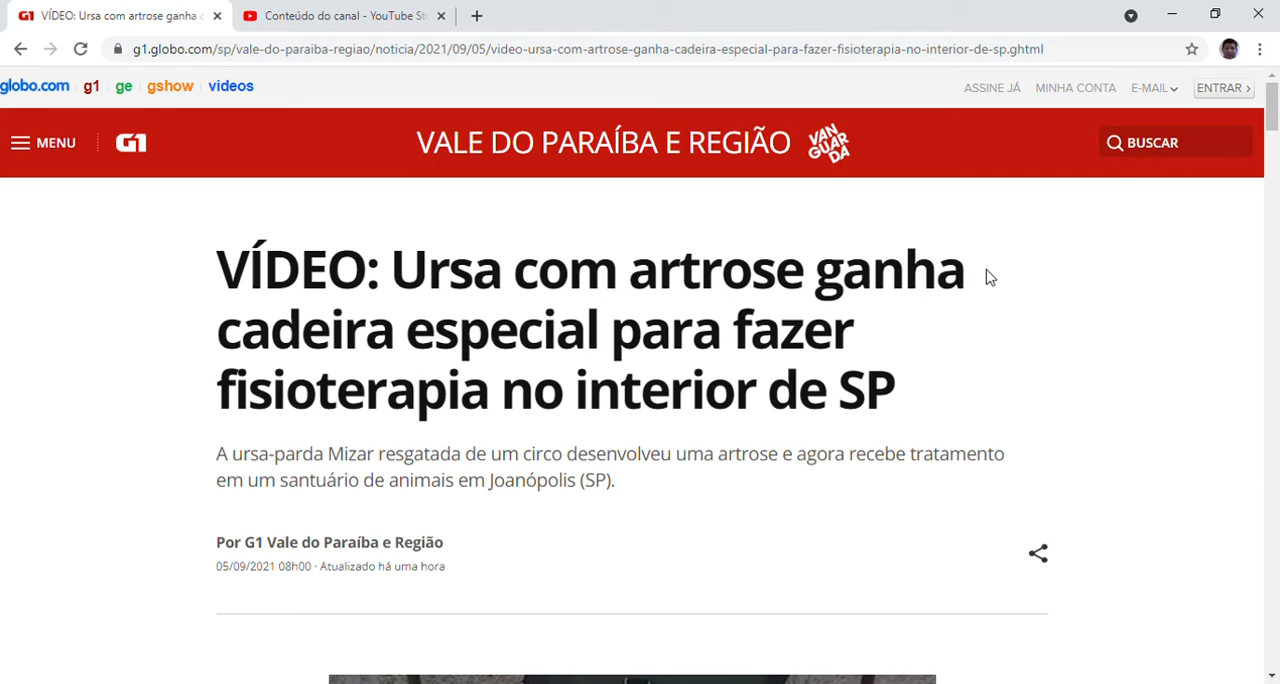 G1 VÍDEO: Ursa com artrose ganha c
Conteúdo do canal - YouTube St
g1.globo.com/sp/vale-do-paraiba-regiao/noticia/2021/09/05/video-ursa-com-artrose-ganha-cadeira-especial-para-fazer-fisioterapia-no-interior-de-sp.ghtml
globo.com g1 ge gshow vídeos
ASSINE JÁ MINHA CONTA E-MAIL ENTRAR ›
MENU G1 VALE DO PARAÍBA E REGIÃO VANGUARDA BUSCAR
VÍDEO: Ursa com artrose ganha
cadeira especial para fazer
fisioterapia no interior de SP
A ursa-parda Mizar resgatada de um circo desenvolveu uma artrose e agora recebe tratamento
em um santuário de animais em Joanópolis (SP).
Por G1 Vale do Paraíba e Região
05/09/2021 08h00 · Atualizado há uma hora